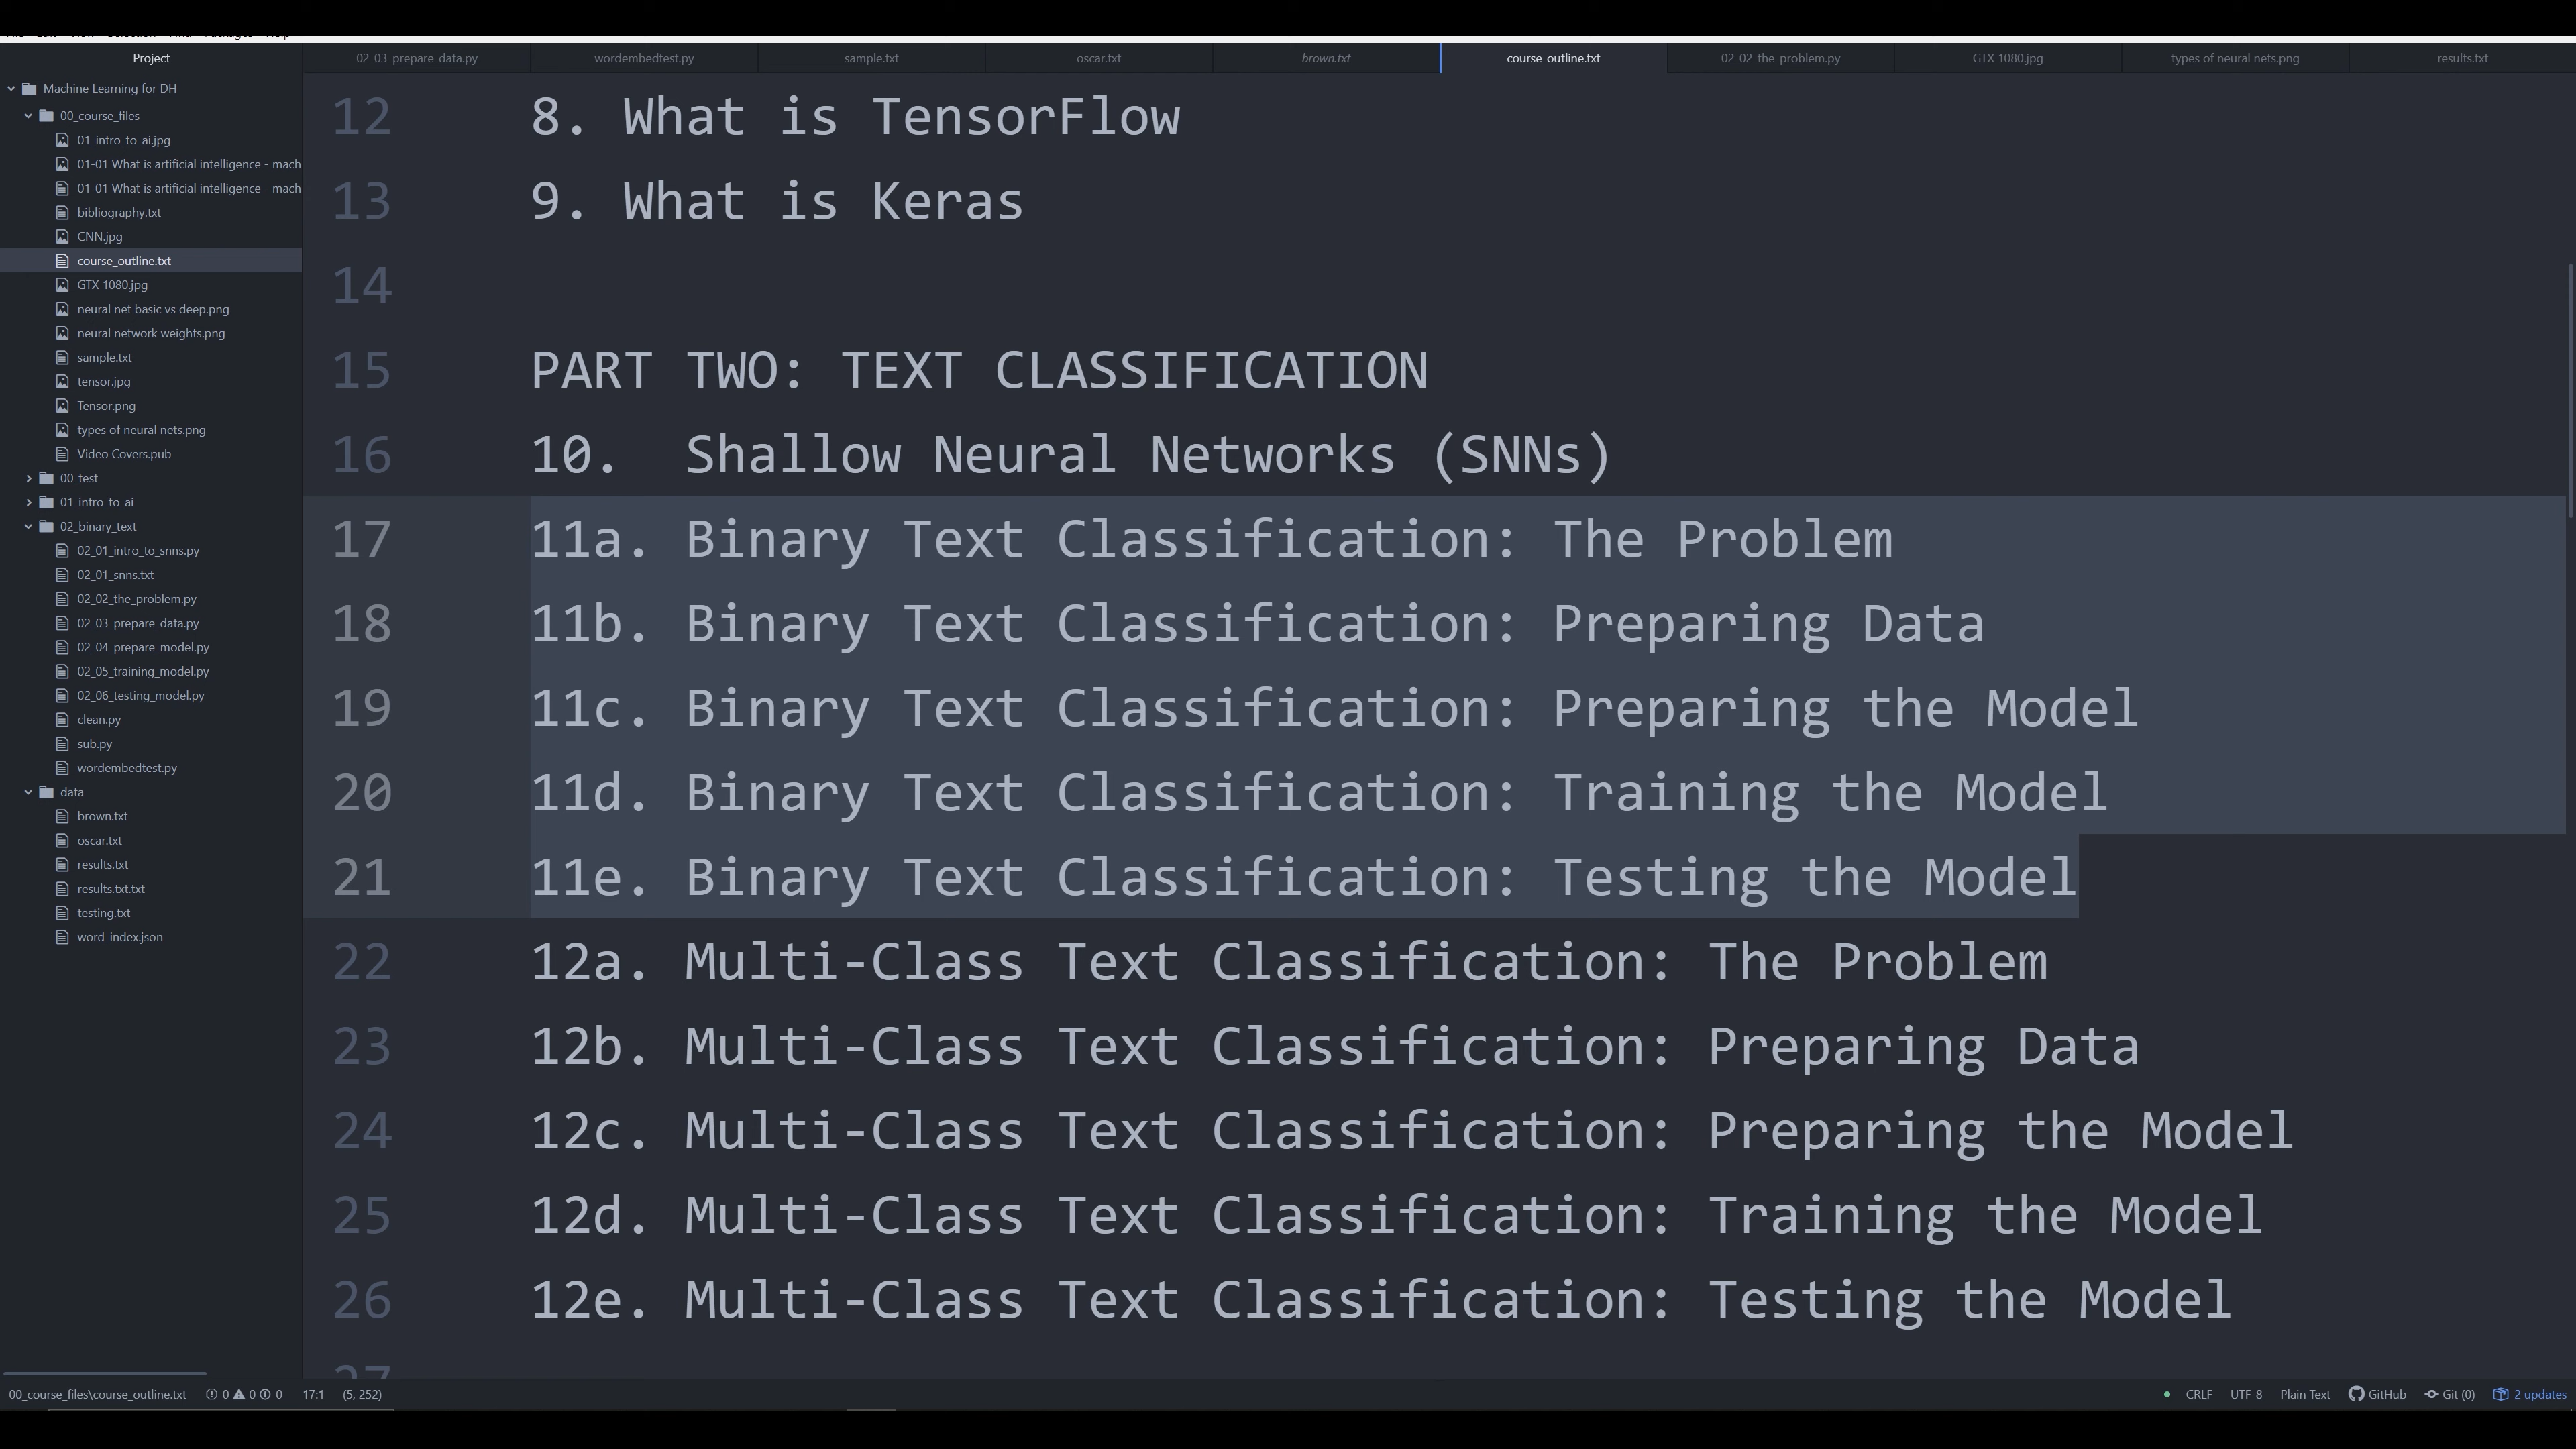 Project
Machine Learning for DH
00_course_files
01_intro_to_ai.jpg
01-01 What is artificial intelligence - mach
01-01 What is artificial intelligence - mach
bibliography.txt
CNN.jpg
course_outline.txt
GTX 1080.jpg
neural net basic vs deep.png
neural network weights.png
sample.txt
tensor.jpg
Tensor.png
types of neural nets.png
Video Covers.pub
00_test
01_intro_to_ai
02_binary_text
02_01_intro_to_snns.py
02_01_snns.txt
02_02_the_problem.py
02_03_prepare_data.py
02_04_prepare_model.py
02_05_training_model.py
02_06_testing_model.py
clean.py
sub.py
wordembedtest.py
data
brown.txt
oscar.txt
results.txt
results.txt.txt
testing.txt
word_index.json
02_03_prepare_data.py wordembedtest.py sample.txt oscar.txt brown.txt course_outline.txt 02_02_the_problem.py GTX 1080.jpg types of neural nets.png results.txt
12 8. What is TensorFlow
13 9. What is Keras
14
15 PART TWO: TEXT CLASSIFICATION
16 10.  Shallow Neural Networks (SNNs)
17 11a. Binary Text Classification: The Problem
18 11b. Binary Text Classification: Preparing Data
19 11c. Binary Text Classification: Preparing the Model
20 11d. Binary Text Classification: Training the Model
21 11e. Binary Text Classification: Testing the Model
22 12a. Multi-Class Text Classification: The Problem
23 12b. Multi-Class Text Classification: Preparing Data
24 12c. Multi-Class Text Classification: Preparing the Model
25 12d. Multi-Class Text Classification: Training the Model
26 12e. Multi-Class Text Classification: Testing the Model
27
00_course_files\course_outline.txt 0 0 0 17:1 (5, 252) CRLF UTF-8 Plain Text GitHub Git (0) 2 updates